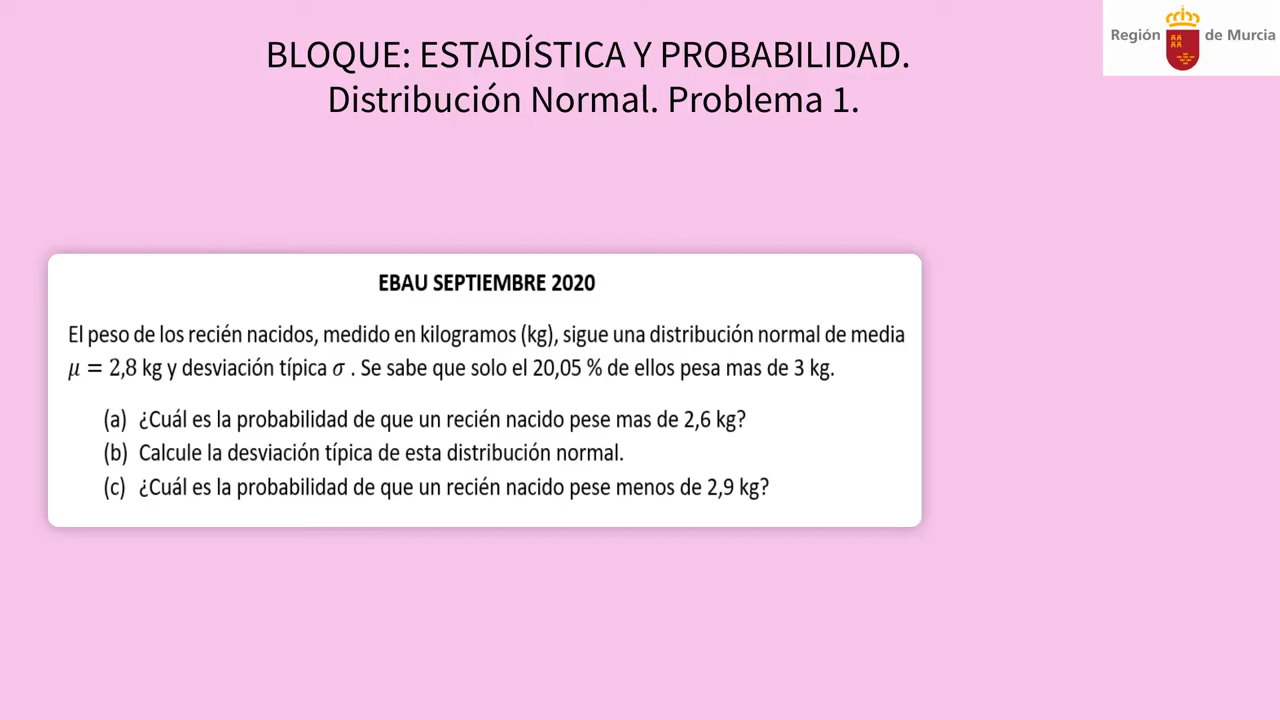 BLOQUE: ESTADÍSTICA Y PROBABILIDAD.
Distribución Normal. Problema 1.
Región de Murcia
EBAU SEPTIEMBRE 2020
El peso de los recién nacidos, medido en kilogramos (kg), sigue una distribución normal de media
μ = 2,8 kg y desviación típica σ . Se sabe que solo el 20,05 % de ellos pesa mas de 3 kg.
(a) ¿Cuál es la probabilidad de que un recién nacido pese mas de 2,6 kg?
(b) Calcule la desviación típica de esta distribución normal.
(c) ¿Cuál es la probabilidad de que un recién nacido pese menos de 2,9 kg?